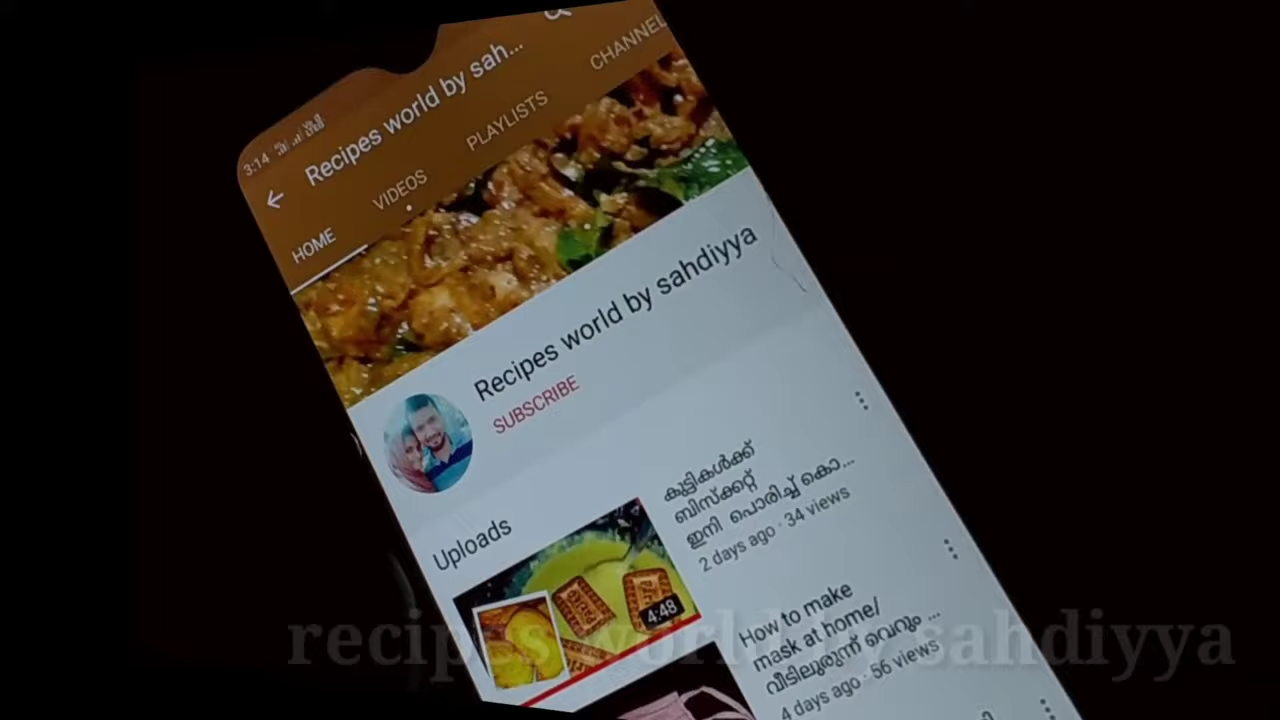 3:14
Recipes world by sah...
HOME
VIDEOS
PLAYLISTS
CHANNEL
Recipes world by sahdiyya
SUBSCRIBE
Uploads
കുട്ടികൾക്ക്
ബിസ്ക്കറ്റ്
ഇനി പൊരിച്ച് കൊ...
2 days ago · 34 views
4:48
How to make
mask at home/
വീട്ടിലിരുന്ന് വെറും ...
4 days ago · 56 views
recipes world by sahdiyya